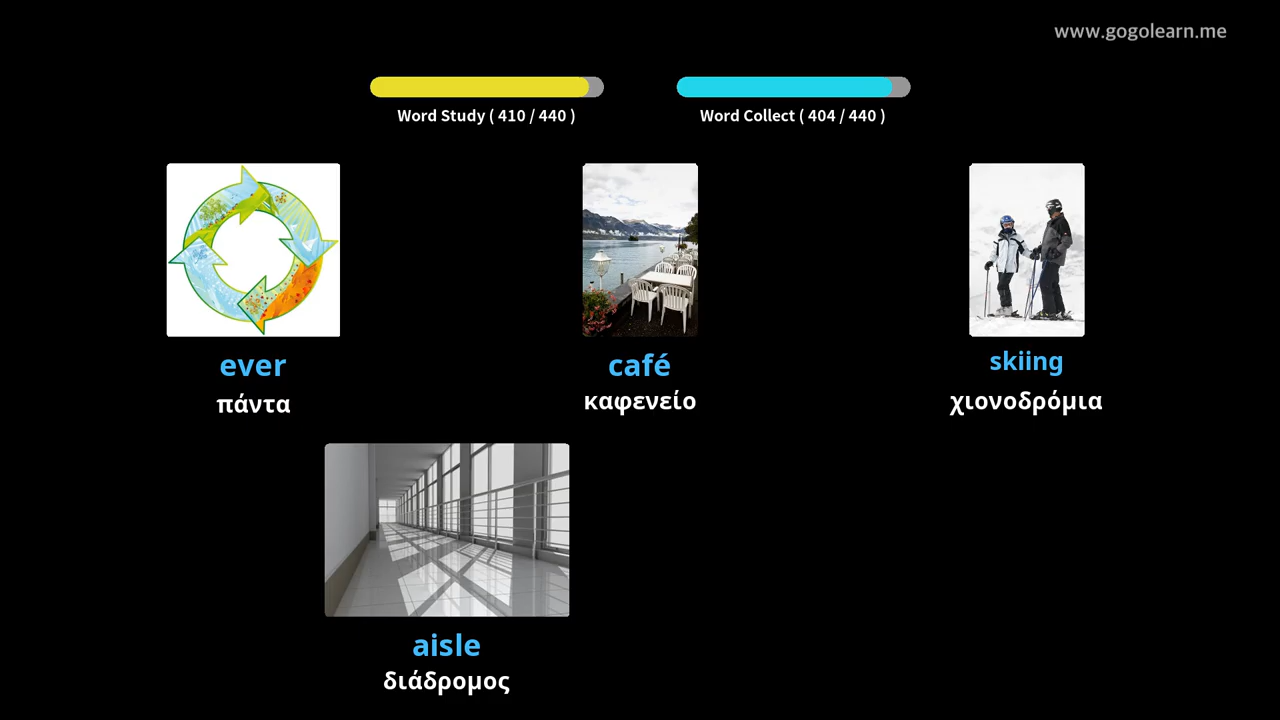 www.gogolearn.me
Word Study ( 410 / 440 )
Word Collect ( 404 / 440 )
ever
πάντα
café
καφενείο
skiing
χιονοδρόμια
aisle
διάδρομος